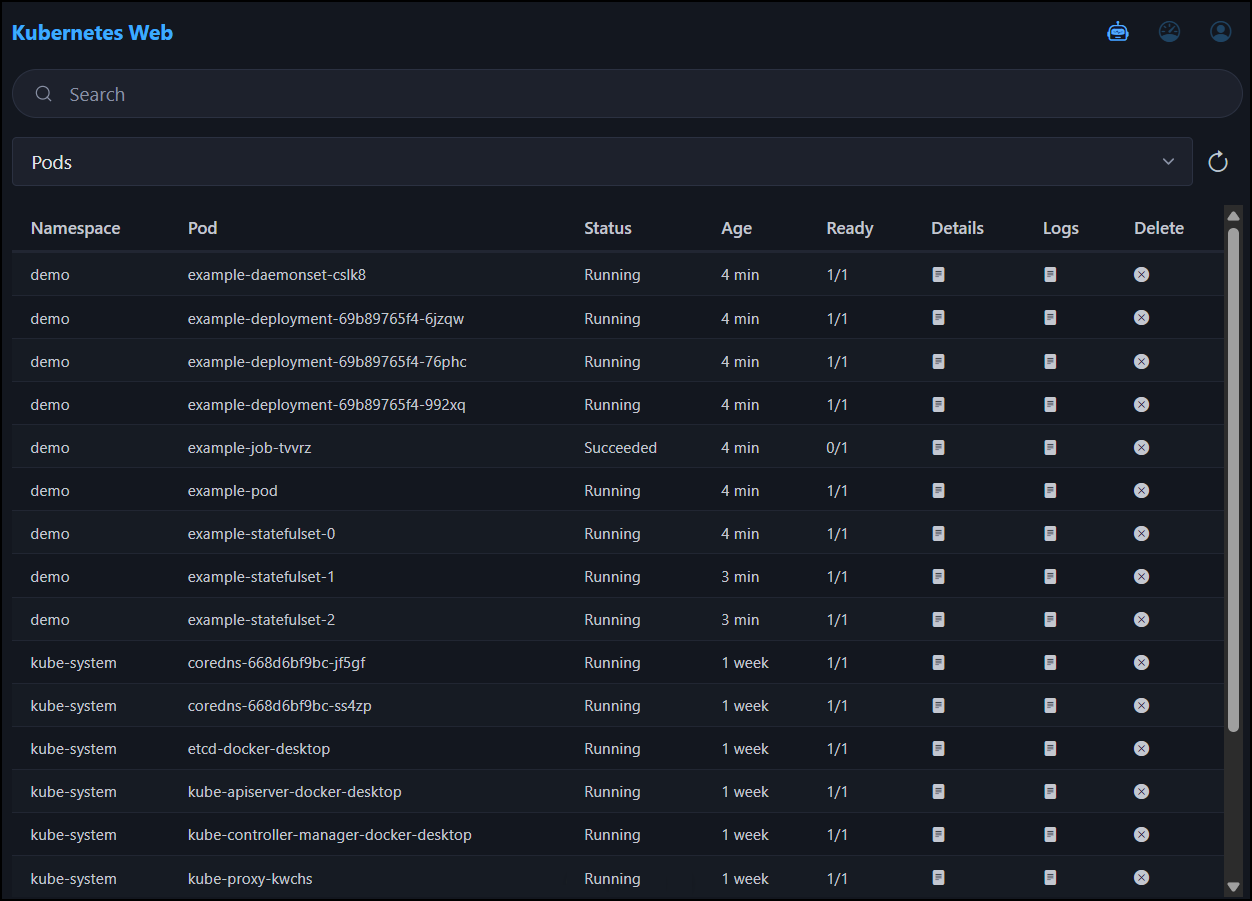 Kubernetes Web
Search
Pods
Namespace Pod Status Age Ready Details Logs Delete
demo example-daemonset-cslk8 Running 4 min 1/1
demo example-deployment-69b89765f4-6jzqw Running 4 min 1/1
demo example-deployment-69b89765f4-76phc Running 4 min 1/1
demo example-deployment-69b89765f4-992xq Running 4 min 1/1
demo example-job-tvvrz Succeeded 4 min 0/1
demo example-pod Running 4 min 1/1
demo example-statefulset-0 Running 4 min 1/1
demo example-statefulset-1 Running 3 min 1/1
demo example-statefulset-2 Running 3 min 1/1
kube-system coredns-668d6bf9bc-jf5gf Running 1 week 1/1
kube-system coredns-668d6bf9bc-ss4zp Running 1 week 1/1
kube-system etcd-docker-desktop Running 1 week 1/1
kube-system kube-apiserver-docker-desktop Running 1 week 1/1
kube-system kube-controller-manager-docker-desktop Running 1 week 1/1
kube-system kube-proxy-kwchs Running 1 week 1/1